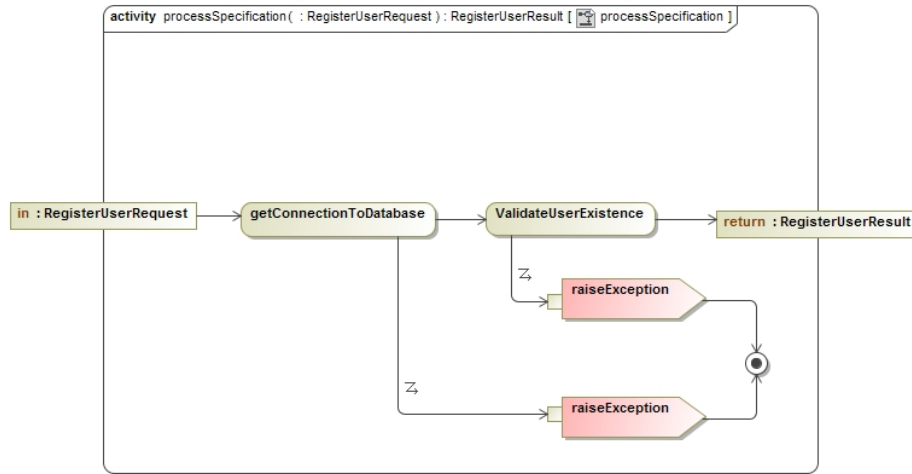 activity processSpecification( : RegisterUserRequest ) : RegisterUserResult [ processSpecification ]
in : RegisterUserRequest
getConnectionToDatabase
ValidateUserExistence
return : RegisterUserResult
raiseException
raiseException